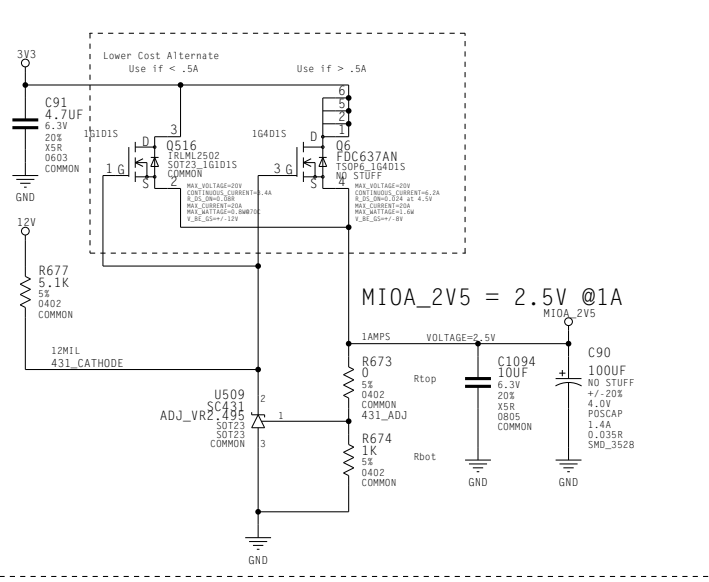 Lower Cost Alternate
Use if < .5A
Use if > .5A
3V3
C91
4.7UF
6.3V
20%
X5R
0603
COMMON
GND
1G1D1S
3
D
Q516
IRLML2502
SOT23_1G1D1S
COMMON
1 G
S
2
MAX_VOLTAGE=20V
CONTINUOUS_CURRENT=3.4A
R_DS_ON=0.08R
MAX_CURRENT=20A
MAX_WATTAGE=0.8W@70C
V_BE_GS=+/-12V
6
5
2
1
1G4D1S
D
Q6
FDC637AN
TSOP6_1G4D1S
NO STUFF
3 G
S
4
MAX_VOLTAGE=20V
CONTINUOUS_CURRENT=6.2A
R_DS_ON=0.024 at 4.5V
MAX_CURRENT=20A
MAX_WATTAGE=1.6W
V_BE_GS=+/-8V
12V
R677
5.1K
5%
0402
COMMON
12MIL
431_CATHODE
MIOA_2V5 = 2.5V @1A
MIOA_2V5
1AMPS
VOLTAGE=2.5V
R673
0
5%
0402
COMMON
431_ADJ
Rtop
C1094
10UF
6.3V
20%
X5R
0805
COMMON
GND
C90
100UF
NO STUFF
+/-20%
4.0V
POSCAP
1.4A
0.035R
SMD_3528
+
GND
U509
SC431
ADJ_VR2.495
SOT23
SOT23
COMMON
2
1
3
R674
1K
5%
0402
COMMON
Rbot
GND